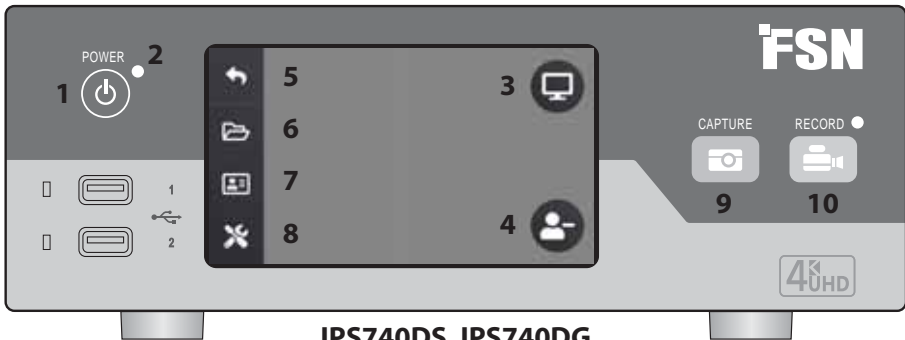 POWER
2
1
5
3
6
7
8
4
FSN
CAPTURE
RECORD
9
10
1
2
4K UHD
IPS740DS, IPS740DG